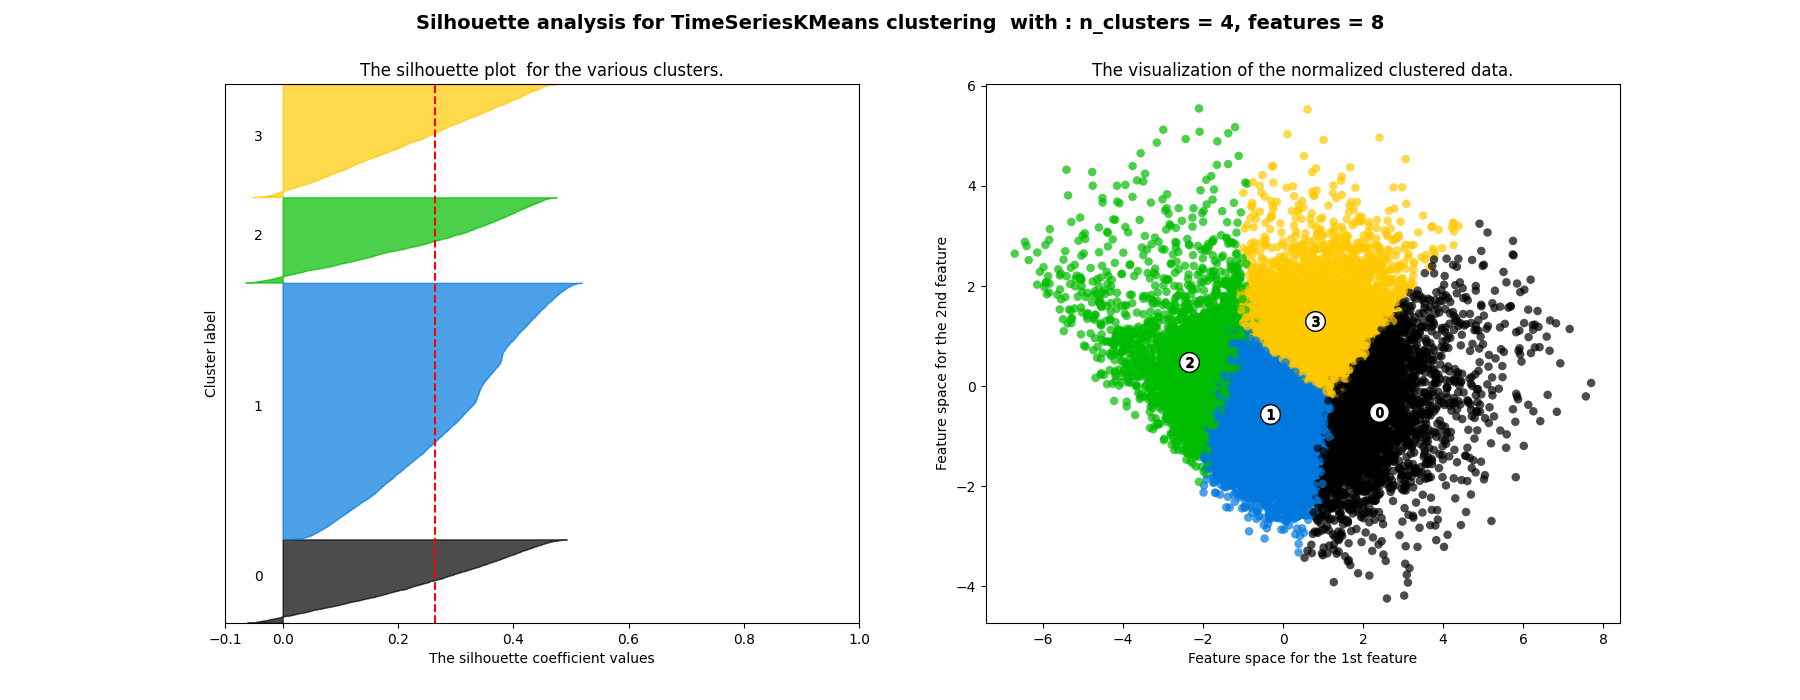 Silhouette analysis for TimeSeriesKMeans clustering  with : n_clusters = 4, features = 8
The silhouette plot  for the various clusters.
3
2
1
0
Cluster label
−0.1 0.0 0.2 0.4 0.6 0.8 1.0
The silhouette coefficient values
The visualization of the normalized clustered data.
6
4
2
0
−2
−4
Feature space for the 2nd feature
3
2
1
0
−6 −4 −2 0 2 4 6 8
Feature space for the 1st feature